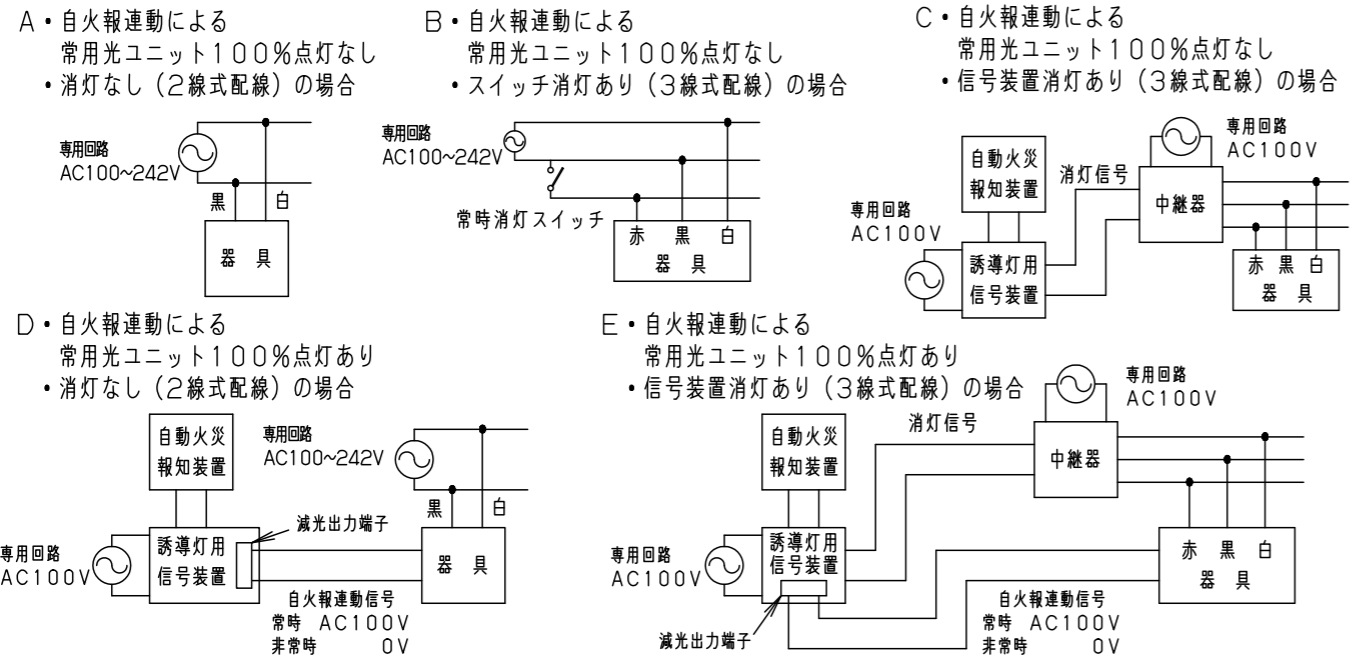 A・自火報連動による
常用光ユニット１００％点灯なし
・消灯なし（2線式配線）の場合
専用回路
AC100~242V
黒 白
器 具
B・自火報連動による
常用光ユニット１００％点灯なし
・スイッチ消灯あり（3線式配線）の場合
専用回路
AC100~242V
常時消灯スイッチ
赤 黒 白
器 具
C・自火報連動による
常用光ユニット１００％点灯なし
・信号装置消灯あり（3線式配線）の場合
専用回路
AC100V
自動火災
報知装置
消灯信号
中継器
専用回路
AC100V
誘導灯用
信号装置
赤 黒 白
器 具
D・自火報連動による
常用光ユニット１００％点灯あり
・消灯なし（2線式配線）の場合
自動火災
報知装置
専用回路
AC100~242V
黒 白
減光出力端子
専用回路
AC100V
誘導灯用
信号装置
器 具
自火報連動信号
常時 AC100V
非常時 0V
E・自火報連動による
常用光ユニット１００％点灯あり
・信号装置消灯あり（3線式配線）の場合
専用回路
AC100V
消灯信号
自動火災
報知装置
中継器
専用回路
AC100V
誘導灯用
信号装置
赤 黒 白
器 具
減光出力端子
自火報連動信号
常時 AC100V
非常時 0V